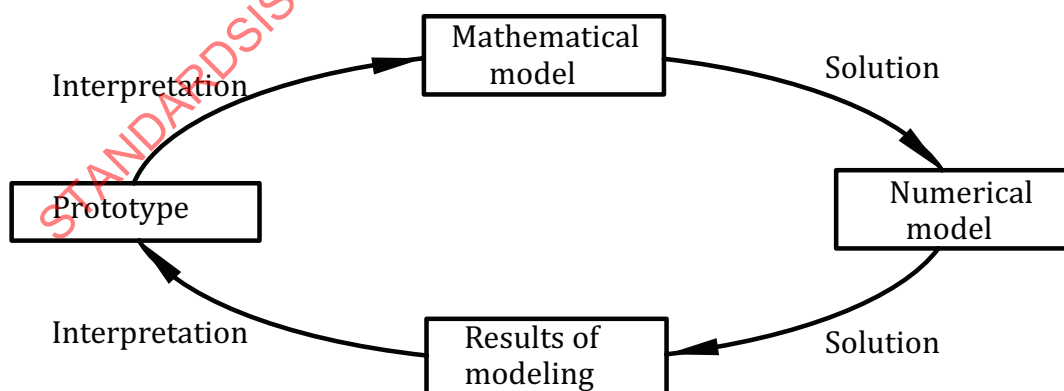 Mathematical
model
Interpretation
Solution
STANDARDSIS
Prototype
Numerical
model
Interpretation
Results of
modeling
Solution